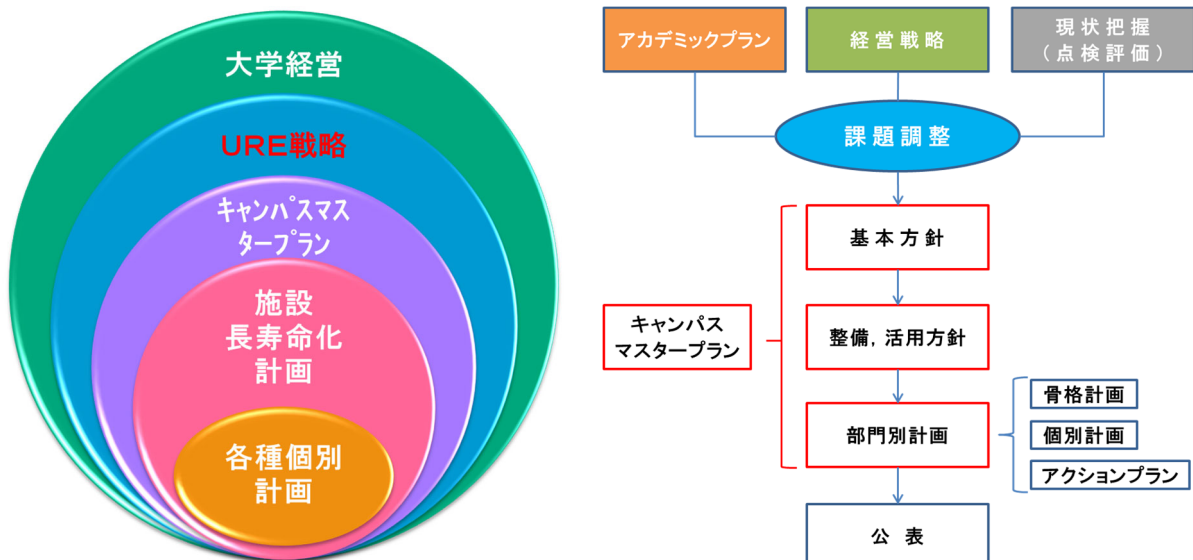 大学経営
URE戦略
キャンパスマス
タープラン
施設
長寿命化
計画
各種個別
計画
アカデミックプラン
経営戦略
現状把握
(点検評価)
課題調整
基本方針
キャンパス
マスタープラン
整備,活用方針
部門別計画
骨格計画
個別計画
アクションプラン
公表